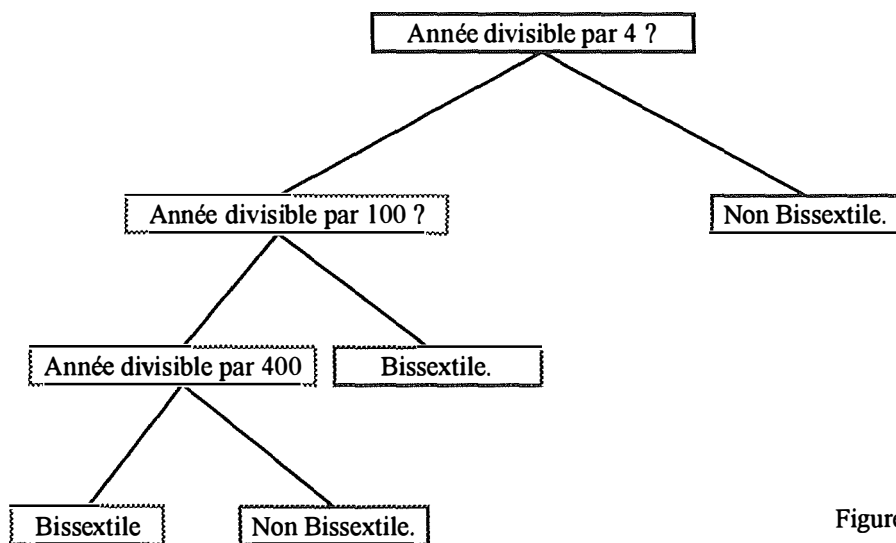 Année divisible par 4 ?
Année divisible par 100 ?
Non Bissextile.
Année divisible par 400
Bissextile.
Bissextile
Non Bissextile.
Figure